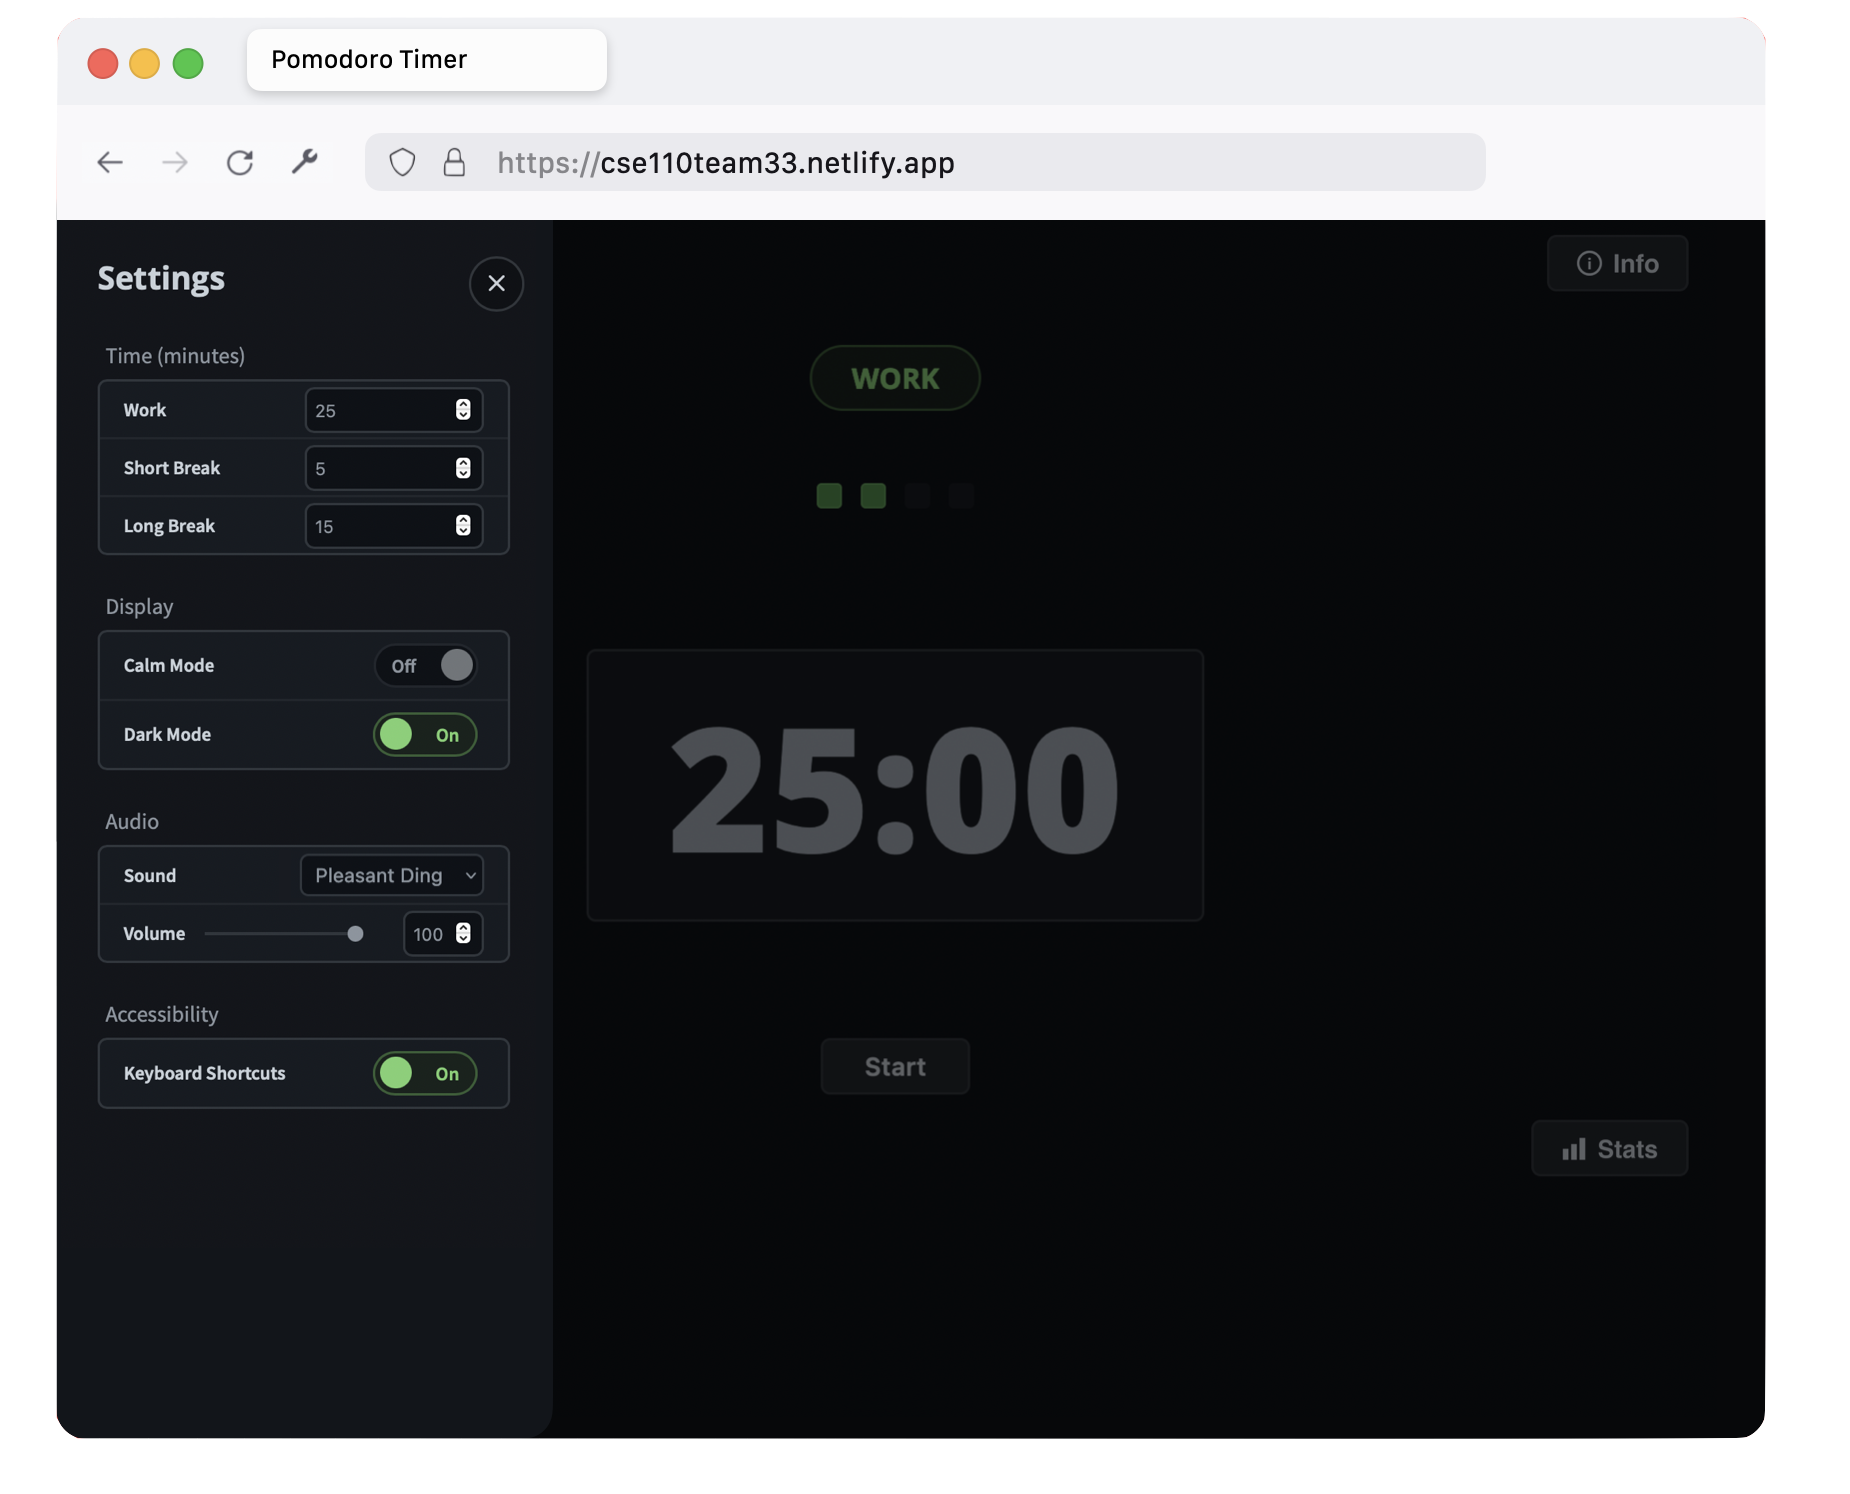 Pomodoro Timer
https://cse110team33.netlify.app
Settings
Time (minutes)
Work 25
Short Break 5
Long Break 15
Display
Calm Mode Off
Dark Mode On
Audio
Sound Pleasant Ding
Volume 100
Accessibility
Keyboard Shortcuts On
Info
WORK
25:00
Start
Stats